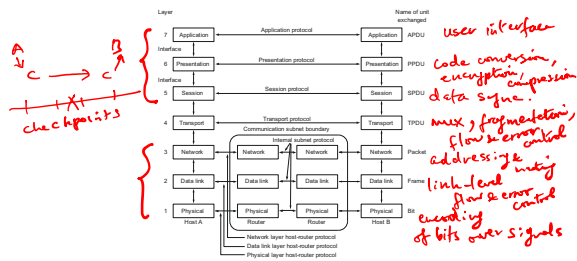 Layer
Name of unit
exchanged
7 Application Application protocol Application APDU
user interface
Interface
6 Presentation Presentation protocol Presentation PPDU
code conversion,
encryption, compression
Interface
5 Session Session protocol Session SPDU
data sync.
4 Transport Transport protocol Transport TPDU
mux, fragmentation,
flow & error control
Communication subnet boundary
Internal subnet protocol
3 Network Network Network Network Packet
addressing & routing
2 Data link Data link Data link Data link Frame
link-level
flow & error control
1 Physical Physical Physical Physical Bit
Host A Router Router Host B
encoding
of bits over signals
Network layer host-router protocol
Data link layer host-router protocol
Physical layer host-router protocol
A B
C C'
X
checkpoints